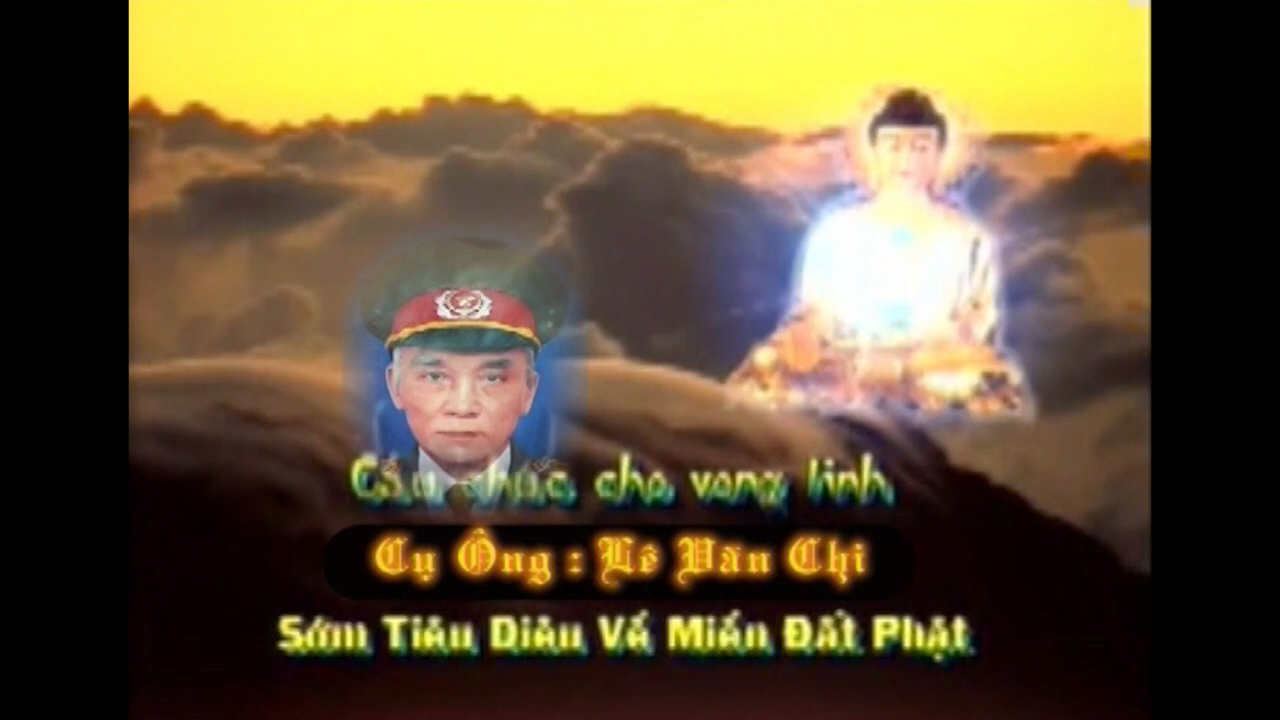 Cầu chúc cho vong linh
Cụ Ông : Lê Văn Chi
Sớm Tiêu Diêu Về Miền Đất Phật